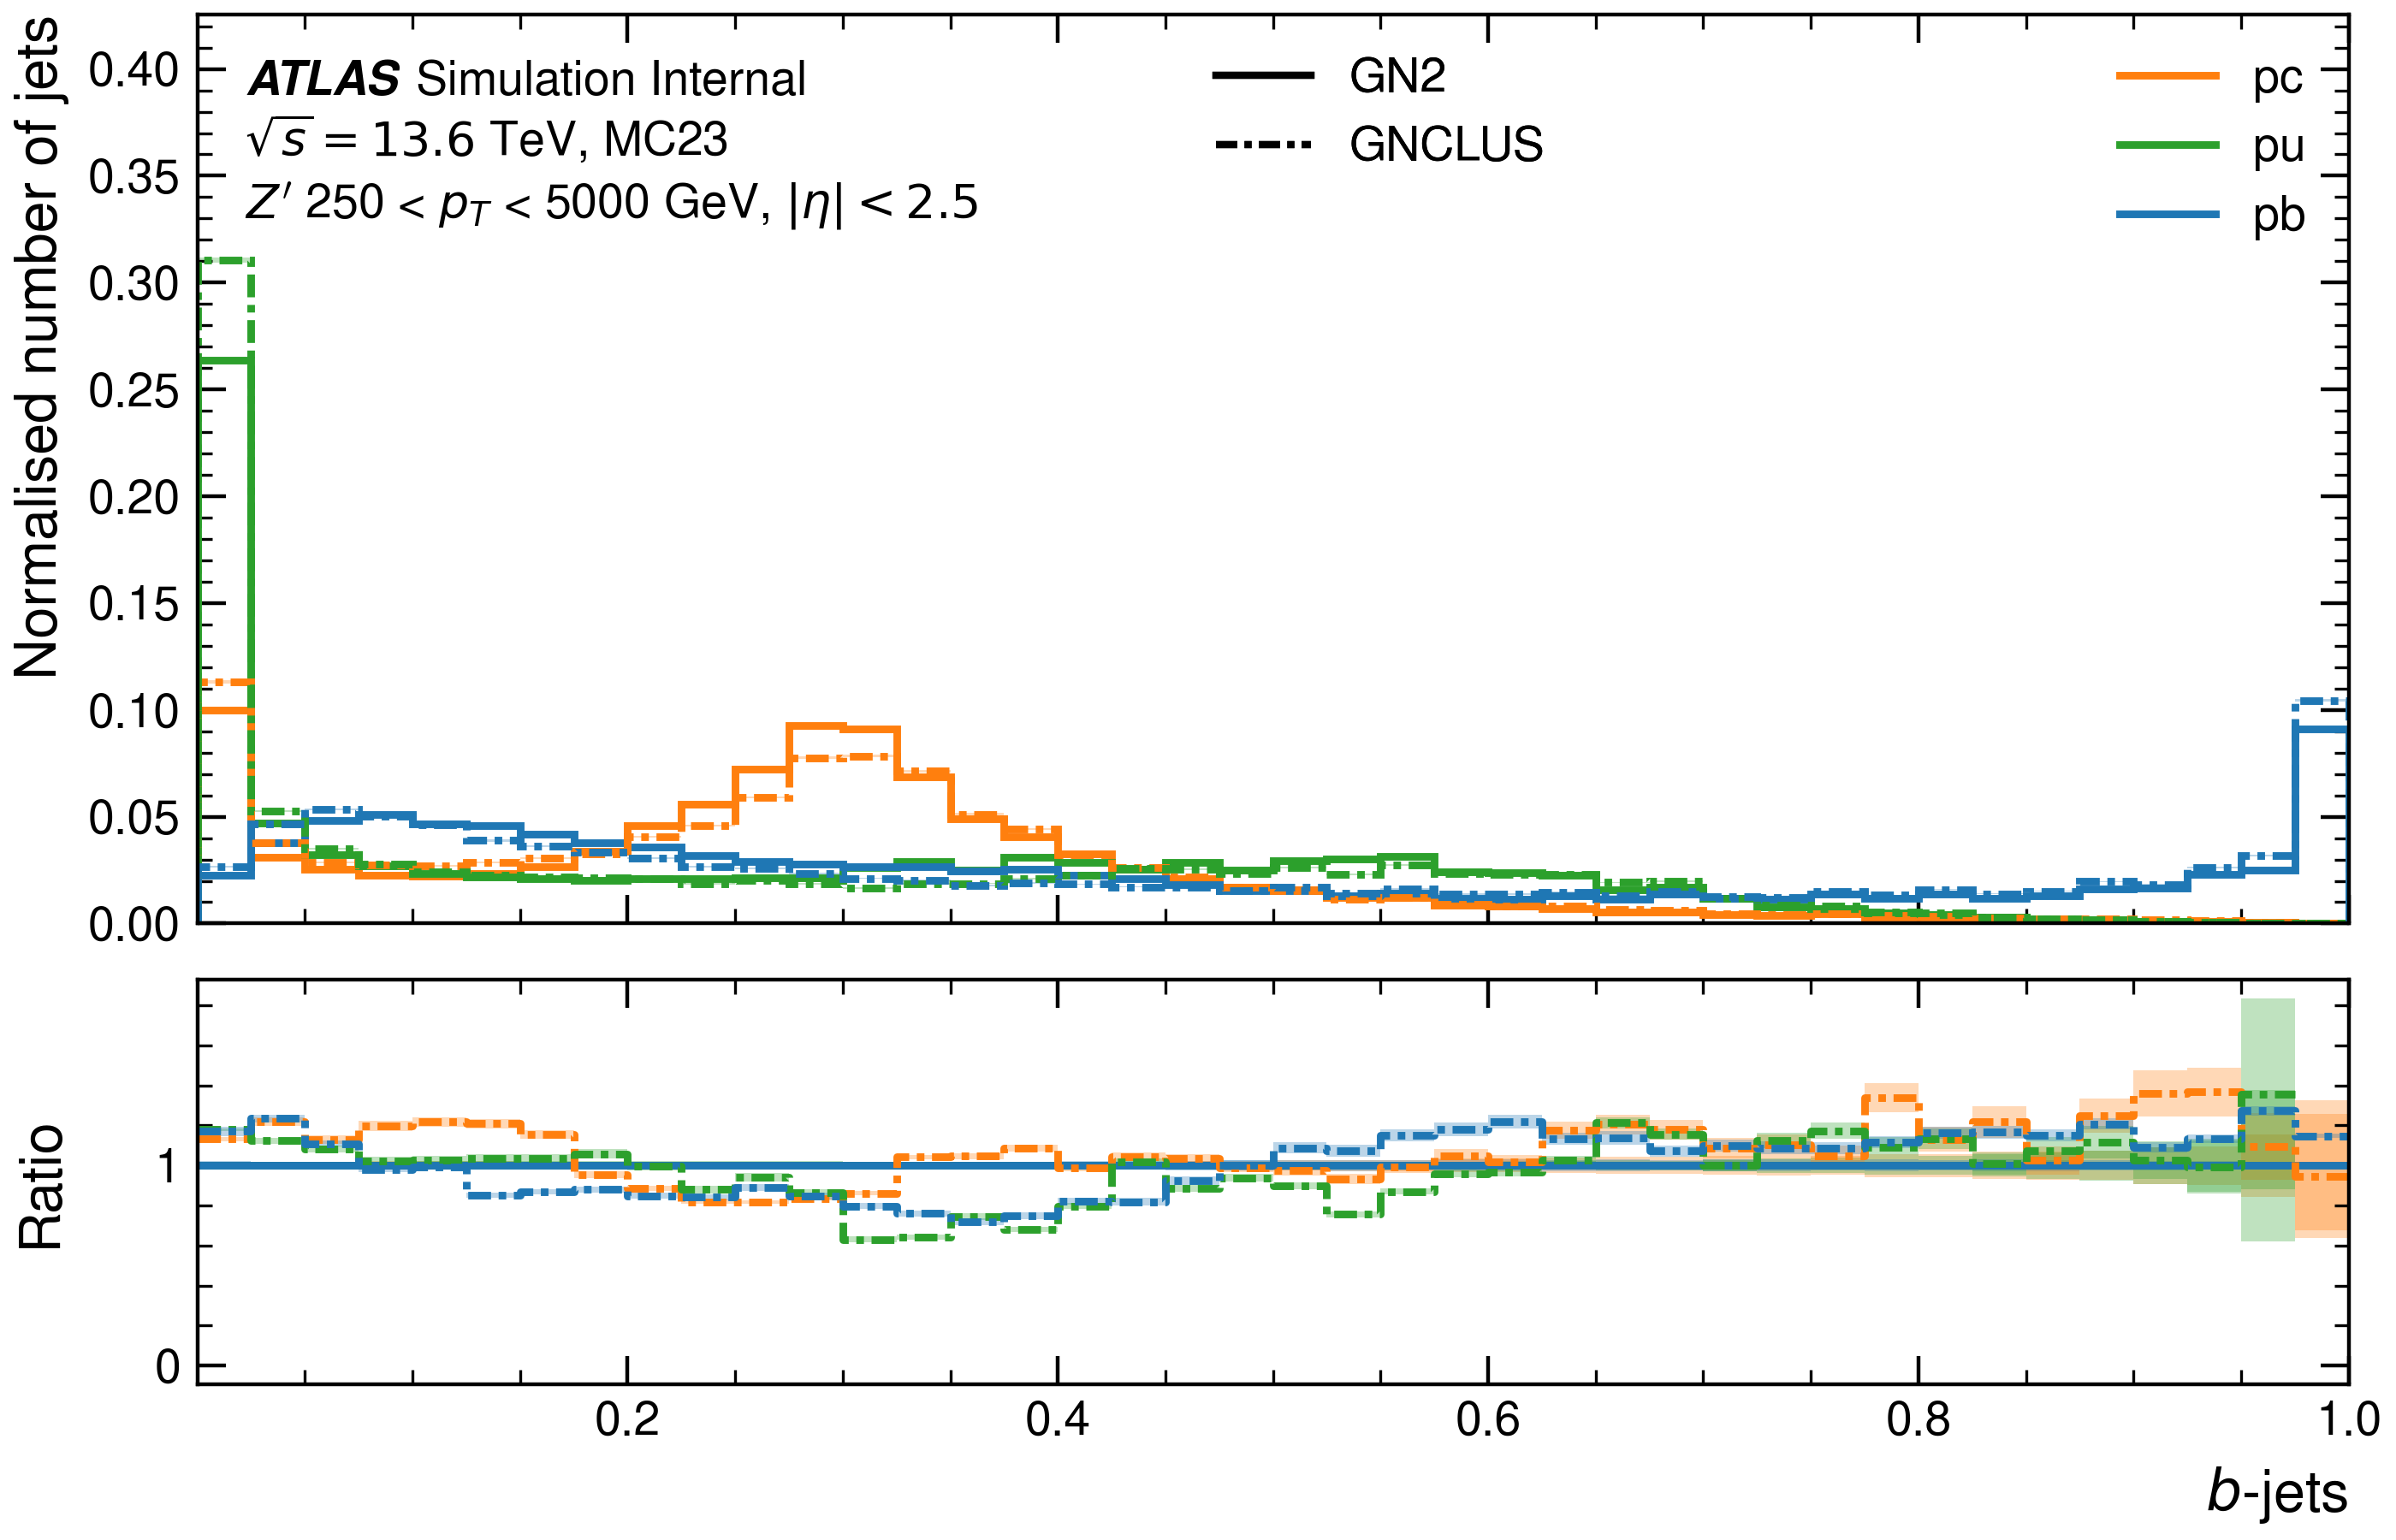 Normalised number of jets
0.40
0.35
0.30
0.25
0.20
0.15
0.10
0.05
0.00
ATLAS Simulation Internal
√s = 13.6 TeV, MC23
Z′ 250 < p_T < 5000 GeV, |η| < 2.5
GN2
GNCLUS
pc
pu
pb
Ratio
1
0
0.2 0.4 0.6 0.8 1.0
b-jets